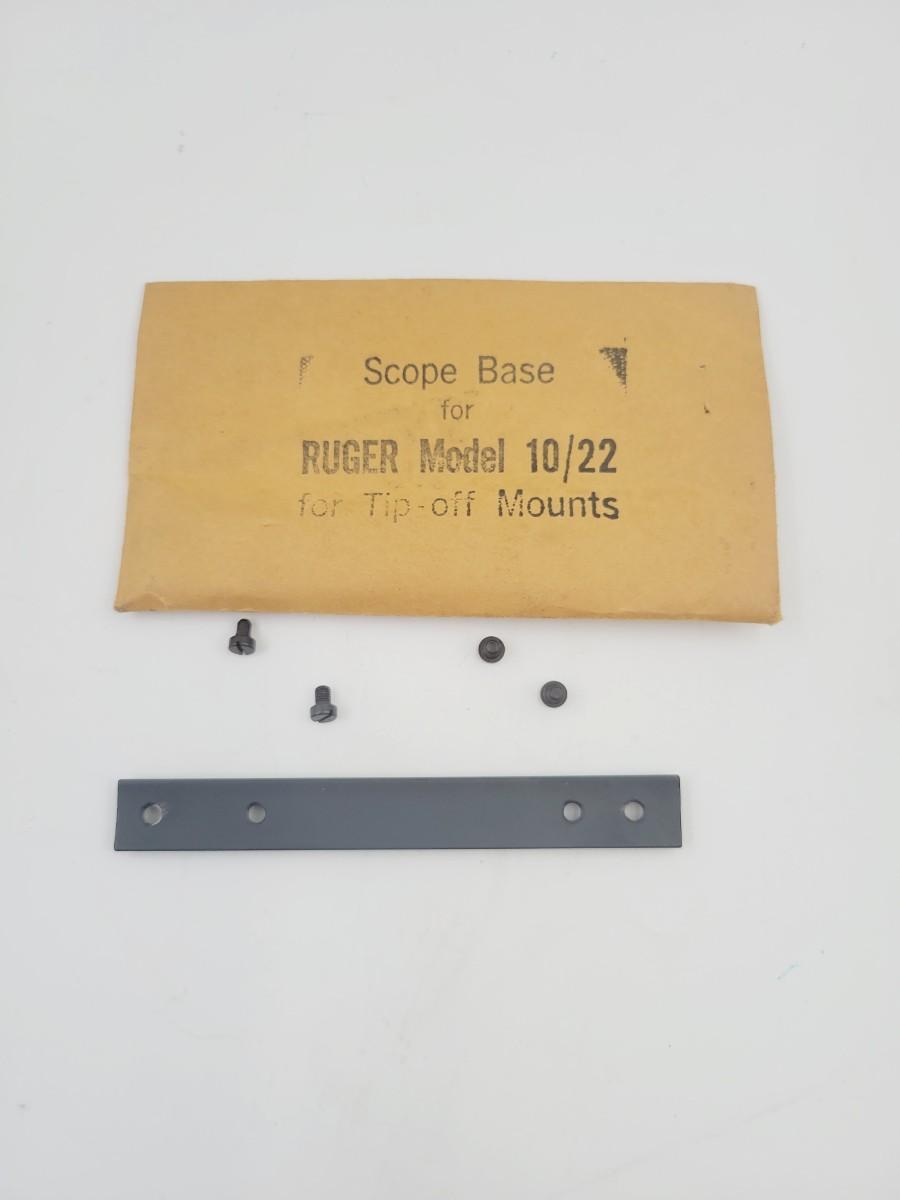 Scope Base
for
RUGER Model 10/22
for Tip-off Mounts